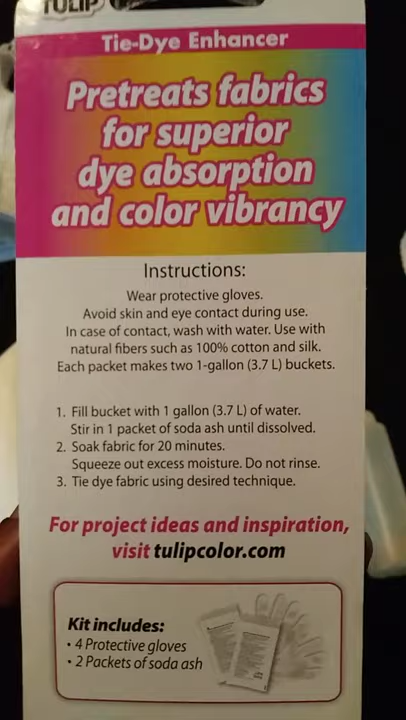 TULIP
Tie-Dye Enhancer
Pretreats fabrics
for superior
dye absorption
and color vibrancy
Instructions:
Wear protective gloves.
Avoid skin and eye contact during use.
In case of contact, wash with water. Use with
natural fibers such as 100% cotton and silk.
Each packet makes two 1-gallon (3.7 L) buckets.
1. Fill bucket with 1 gallon (3.7 L) of water.
Stir in 1 packet of soda ash until dissolved.
2. Soak fabric for 20 minutes.
Squeeze out excess moisture. Do not rinse.
3. Tie dye fabric using desired technique.
For project ideas and inspiration,
visit tulipcolor.com
Kit includes:
• 4 Protective gloves
• 2 Packets of soda ash